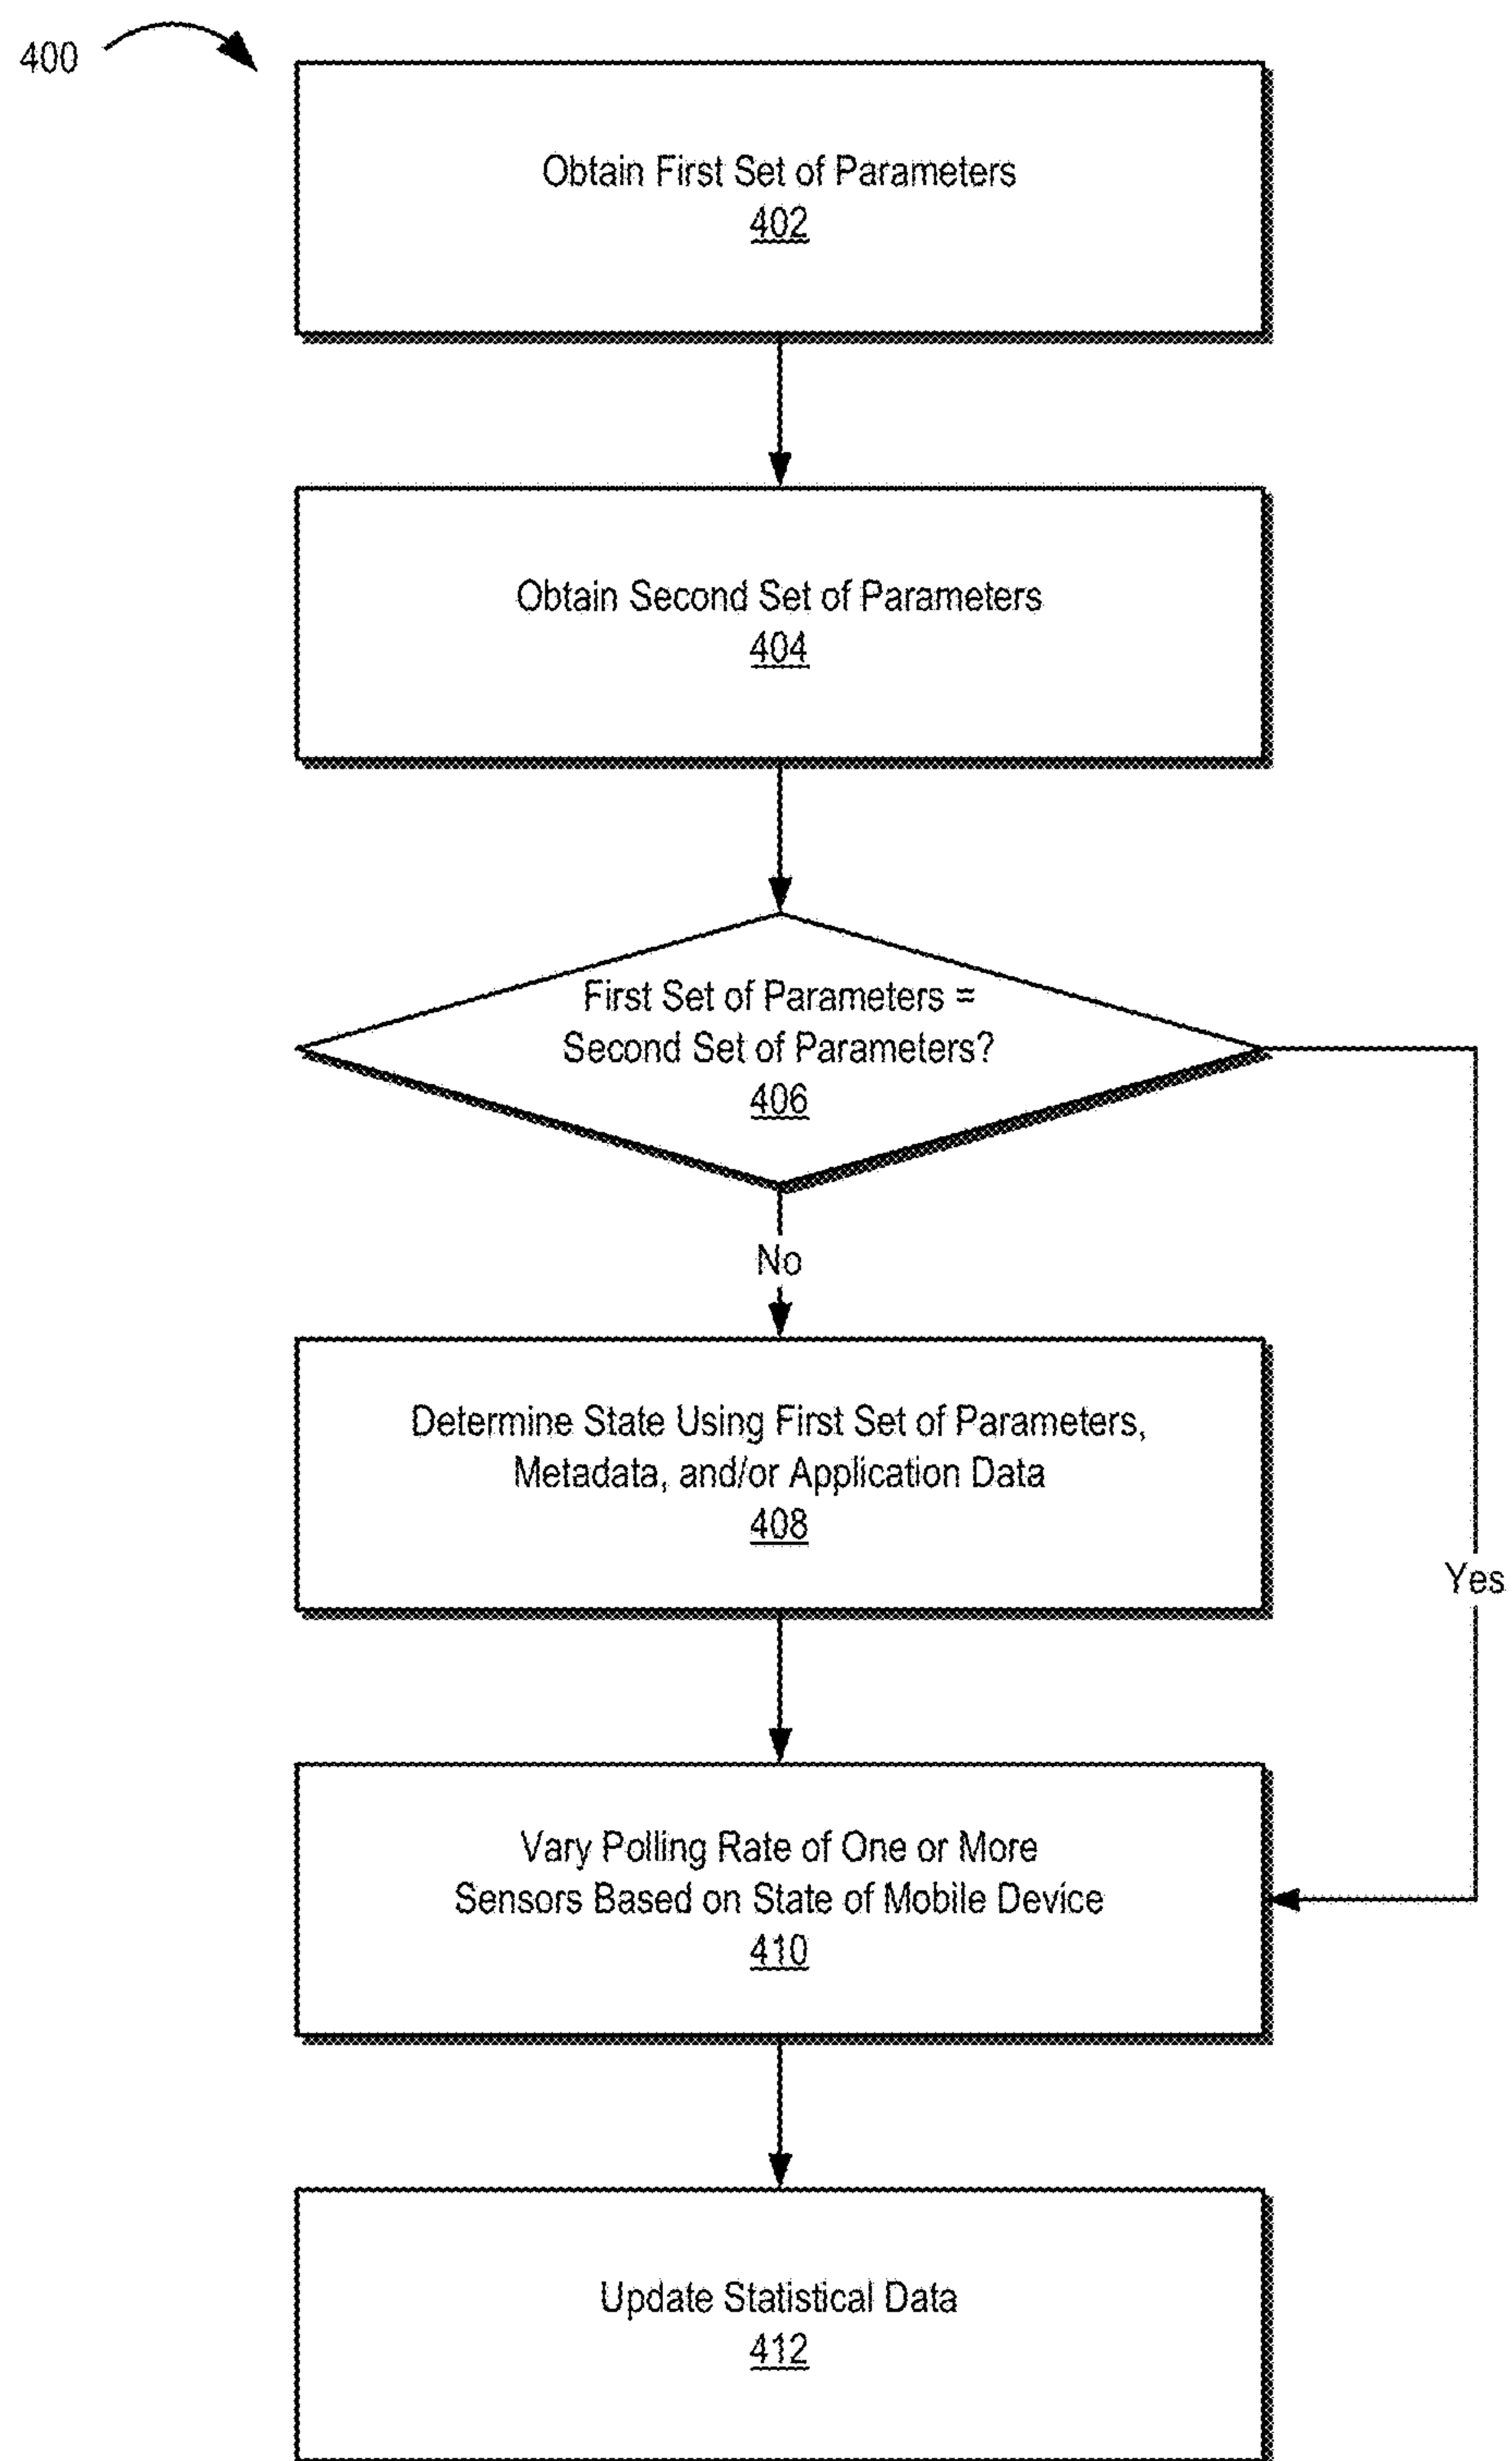 400
Obtain First Set of Parameters
402
Obtain Second Set of Parameters
404
First Set of Parameters =
Second Set of Parameters?
406
No
Determine State Using First Set of Parameters,
Metadata, and/or Application Data
408
Yes
Vary Polling Rate of One or More
Sensors Based on State of Mobile Device
410
Update Statistical Data
412